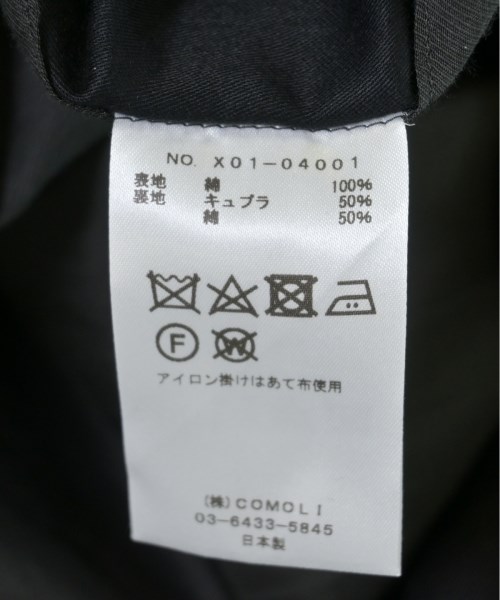 NO. X01-04001
表地 綿 100%
裏地 キュプラ 50%
綿 50%
F W
アイロン掛けはあて布使用
(株)COMOLI
03-6433-5845
日本製